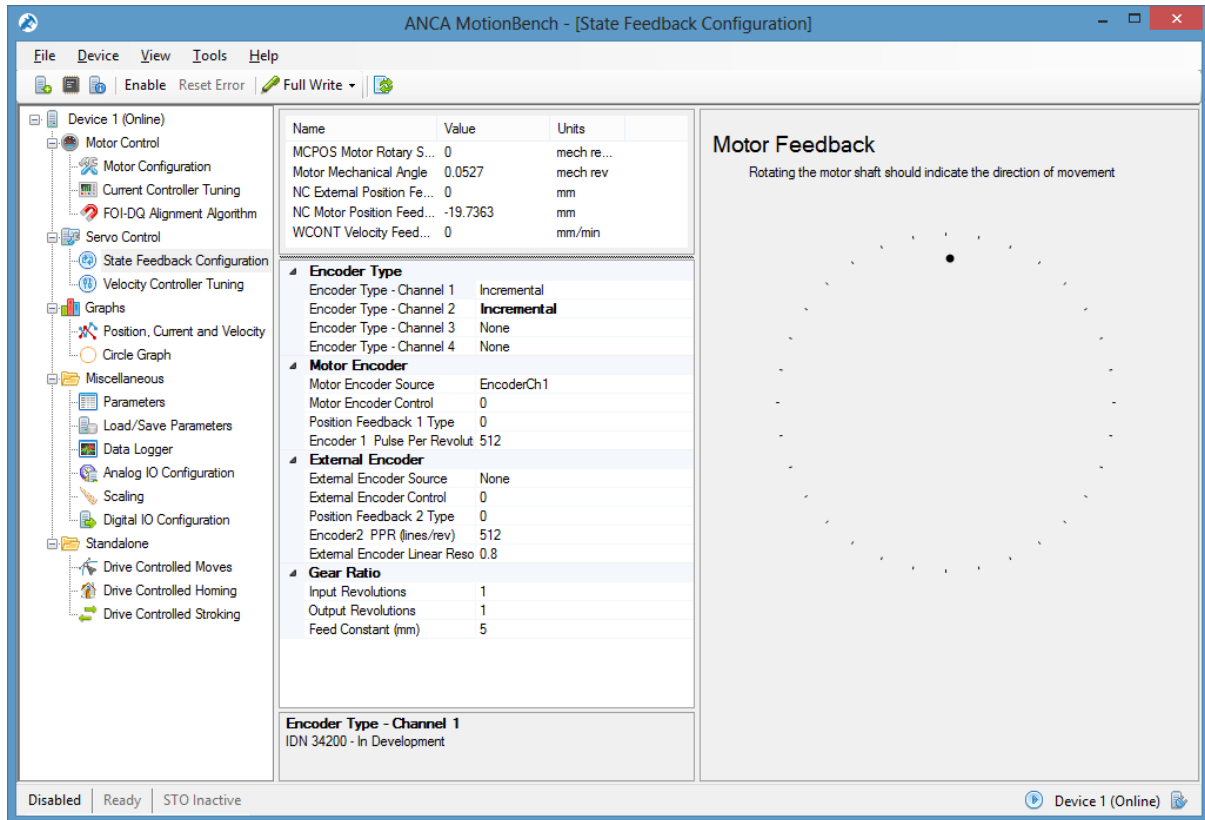 ANCA MotionBench - [State Feedback Configuration]
File Device View Tools Help
Enable Reset Error Full Write
Device 1 (Online)
Motor Control
Motor Configuration
Current Controller Tuning
FOI-DQ Alignment Algorithm
Servo Control
State Feedback Configuration
Velocity Controller Tuning
Graphs
Position, Current and Velocity
Circle Graph
Miscellaneous
Parameters
Load/Save Parameters
Data Logger
Analog IO Configuration
Scaling
Digital IO Configuration
Standalone
Drive Controlled Moves
Drive Controlled Homing
Drive Controlled Stroking
Name Value Units
MCPOS Motor Rotary S... 0 mech re...
Motor Mechanical Angle 0.0527 mech rev
NC External Position Fe... 0 mm
NC Motor Position Feed... -19.7363 mm
WCONT Velocity Feed... 0 mm/min
Encoder Type
Encoder Type - Channel 1 Incremental
Encoder Type - Channel 2 Incremental
Encoder Type - Channel 3 None
Encoder Type - Channel 4 None
Motor Encoder
Motor Encoder Source EncoderCh1
Motor Encoder Control 0
Position Feedback 1 Type 0
Encoder 1 Pulse Per Revolut 512
External Encoder
External Encoder Source None
External Encoder Control 0
Position Feedback 2 Type 0
Encoder2 PPR (lines/rev) 512
External Encoder Linear Reso 0.8
Gear Ratio
Input Revolutions 1
Output Revolutions 1
Feed Constant (mm) 5
Encoder Type - Channel 1
IDN 34200 - In Development
Motor Feedback
Rotating the motor shaft should indicate the direction of movement
Disabled Ready STO Inactive Device 1 (Online)